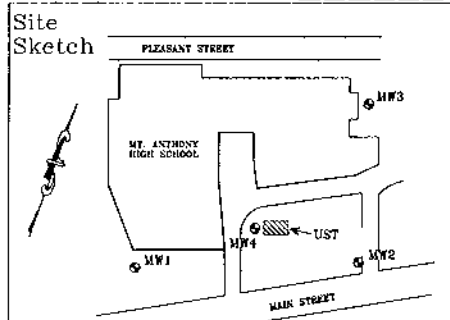 Site
Sketch
PLEASANT STREET
MW3
MT. ANTHONY
HIGH SCHOOL
UST
MW4
MW1
MW2
MAIN STREET